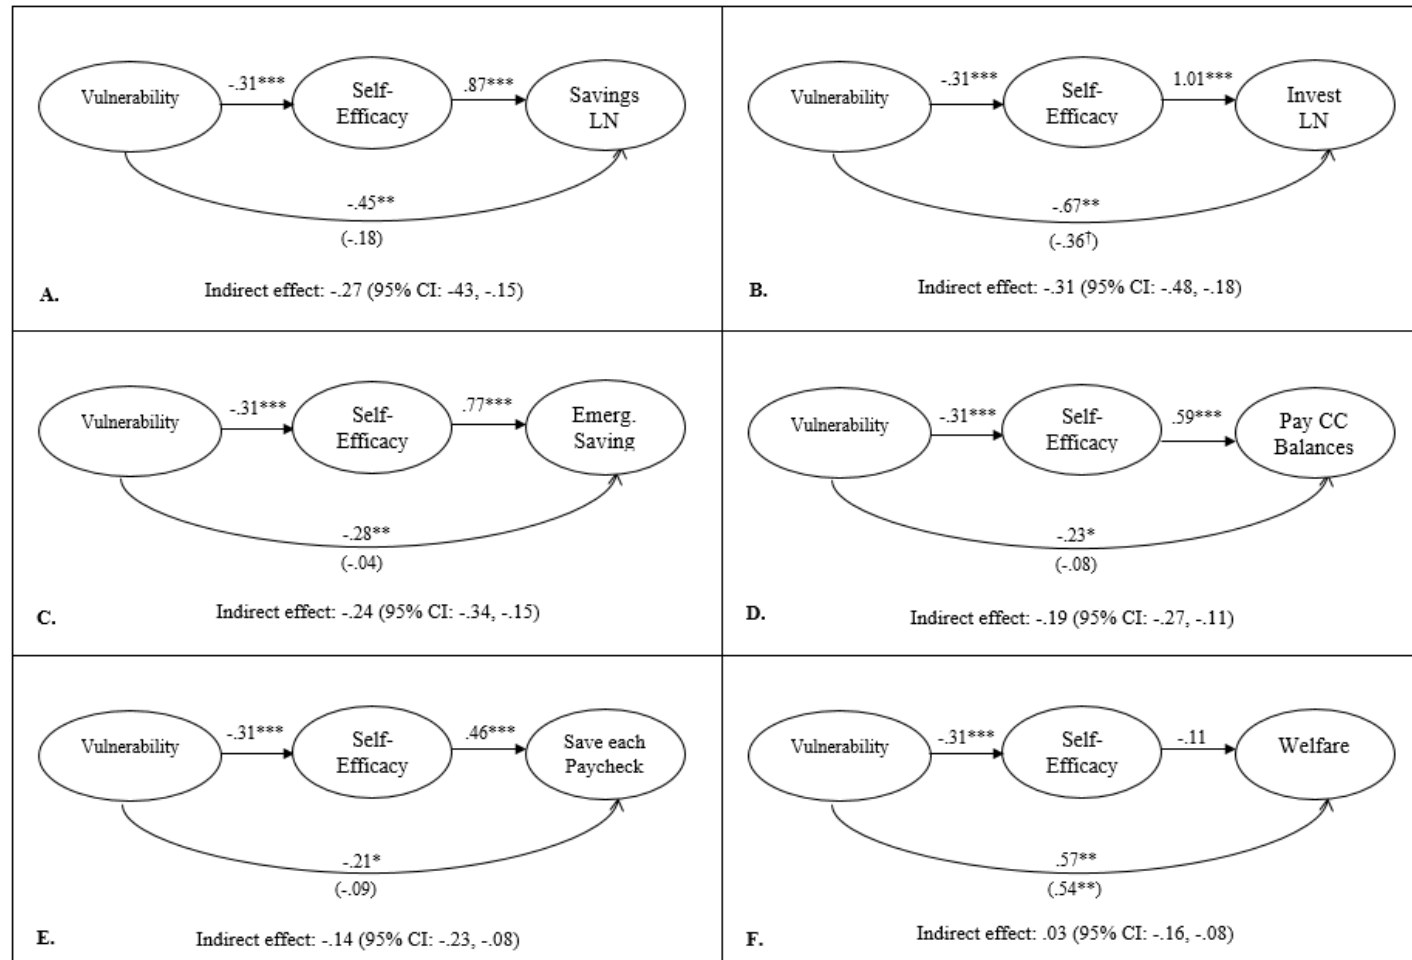 Vulnerability
-.31***
Self-
Efficacy
.87***
Savings
LN
-.45**
(-.18)
A.
Indirect effect: -.27 (95% CI: -43, -.15)
Vulnerability
-.31***
Self-
Efficacy
1.01***
Invest
LN
-.67**
(-.36†)
B.
Indirect effect: -.31 (95% CI: -.48, -.18)
Vulnerability
-.31***
Self-
Efficacy
.77***
Emerg.
Saving
-.28**
(-.04)
C.
Indirect effect: -.24 (95% CI: -.34, -.15)
Vulnerability
-.31***
Self-
Efficacy
.59***
Pay CC
Balances
-.23*
(-.08)
D.
Indirect effect: -.19 (95% CI: -.27, -.11)
Vulnerability
-.31***
Self-
Efficacy
.46***
Save each
Paycheck
-.21*
(-.09)
E.
Indirect effect: -.14 (95% CI: -.23, -.08)
Vulnerability
-.31***
Self-
Efficacy
-.11
Welfare
.57**
(.54**)
F.
Indirect effect: .03 (95% CI: -.16, -.08)